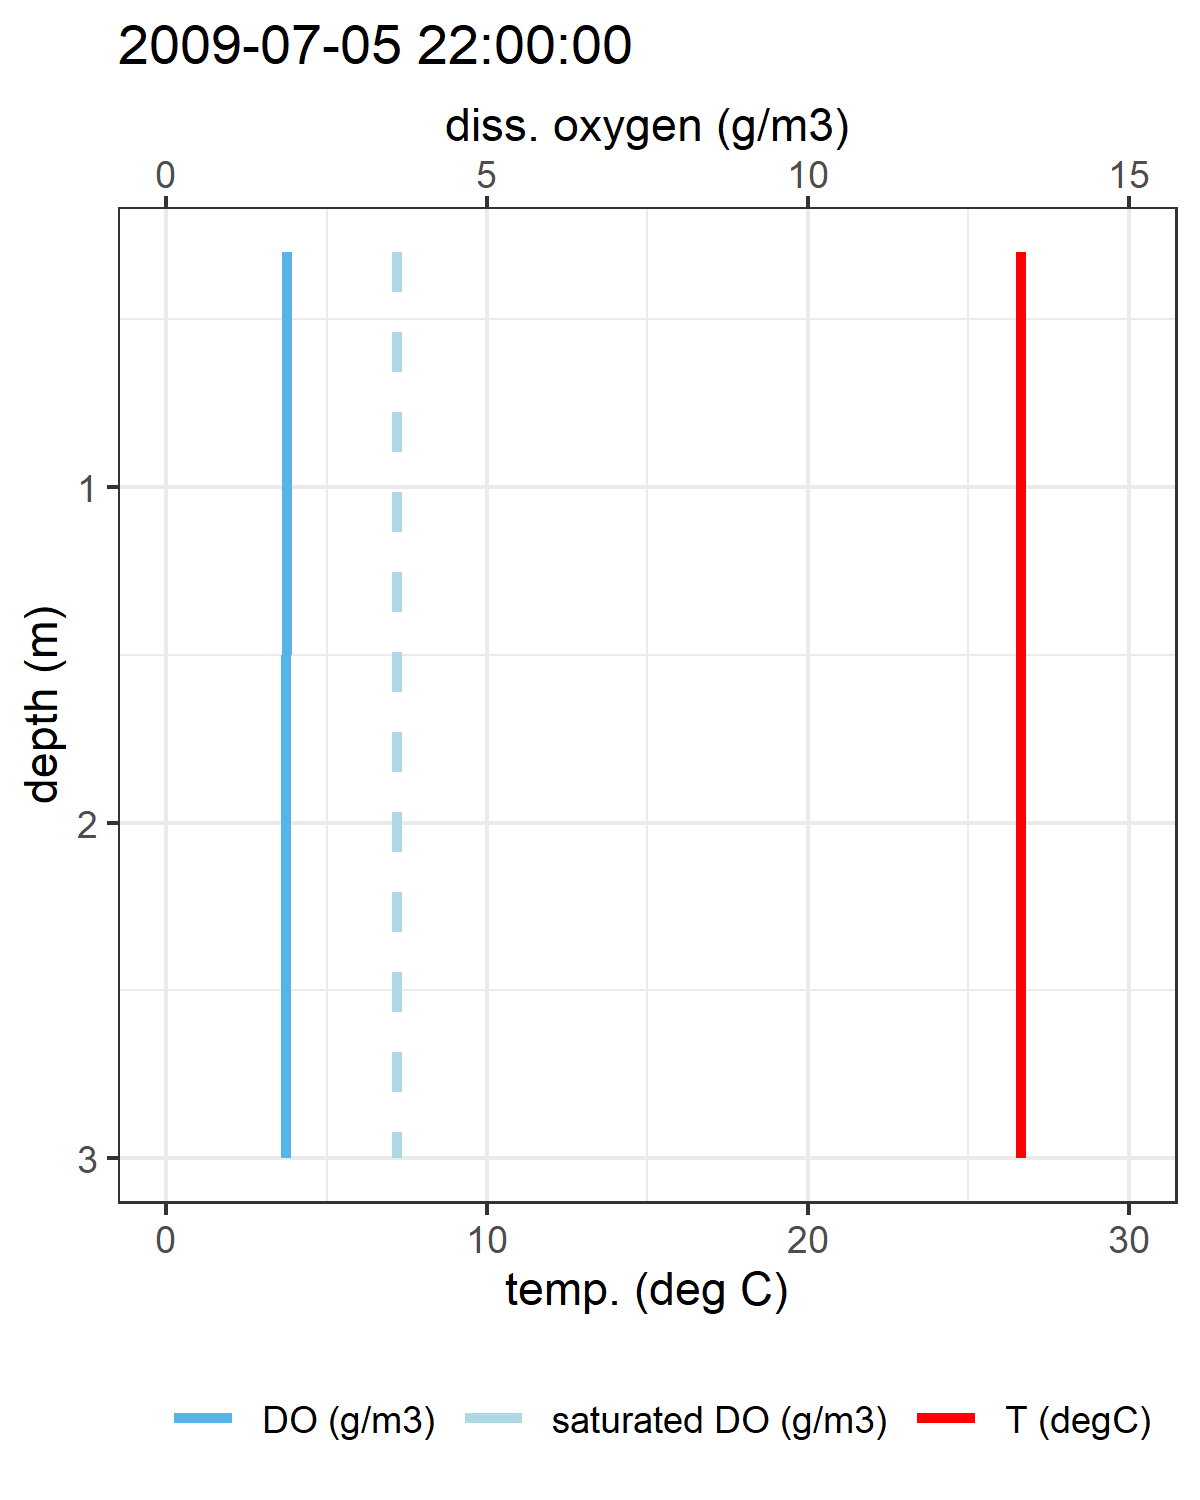 2009-07-05 22:00:00
diss. oxygen (g/m3)
0 5 10 15
1
2
3
depth (m)
0 10 20 30
temp. (deg C)
DO (g/m3) saturated DO (g/m3) T (degC)